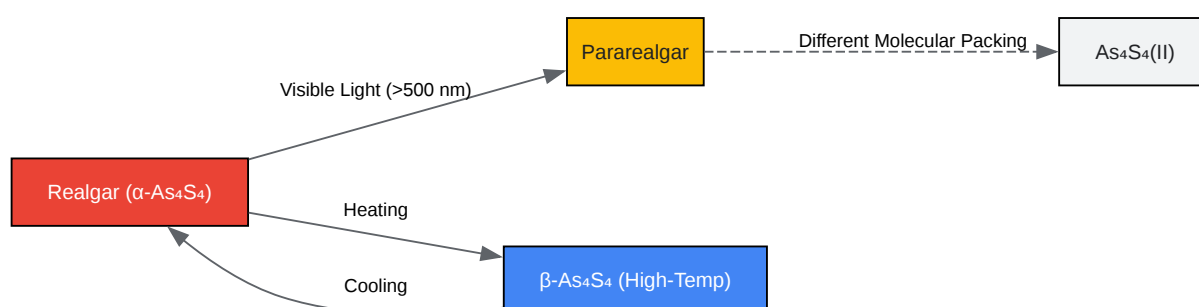 Pararealgar
Different Molecular Packing
As₄S₄(II)
Visible Light (>500 nm)
Realgar (α-As₄S₄)
Heating
β-As₄S₄ (High-Temp)
Cooling